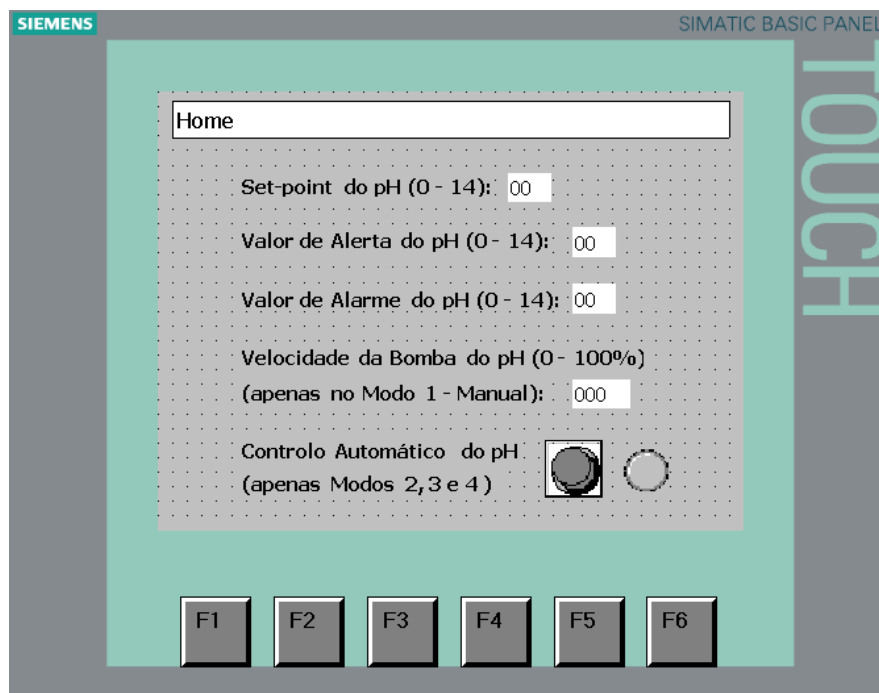 SIEMENS
SIMATIC BASIC PANEL
TOUCH
Home
Set-point do pH (0 - 14): 00
Valor de Alerta do pH (0 - 14): 00
Valor de Alarme do pH (0 - 14): 00
Velocidade da Bomba do pH (0 - 100%)
(apenas no Modo 1 - Manual): 000
Controlo Automático do pH
(apenas Modos 2, 3 e 4 )
F1 F2 F3 F4 F5 F6